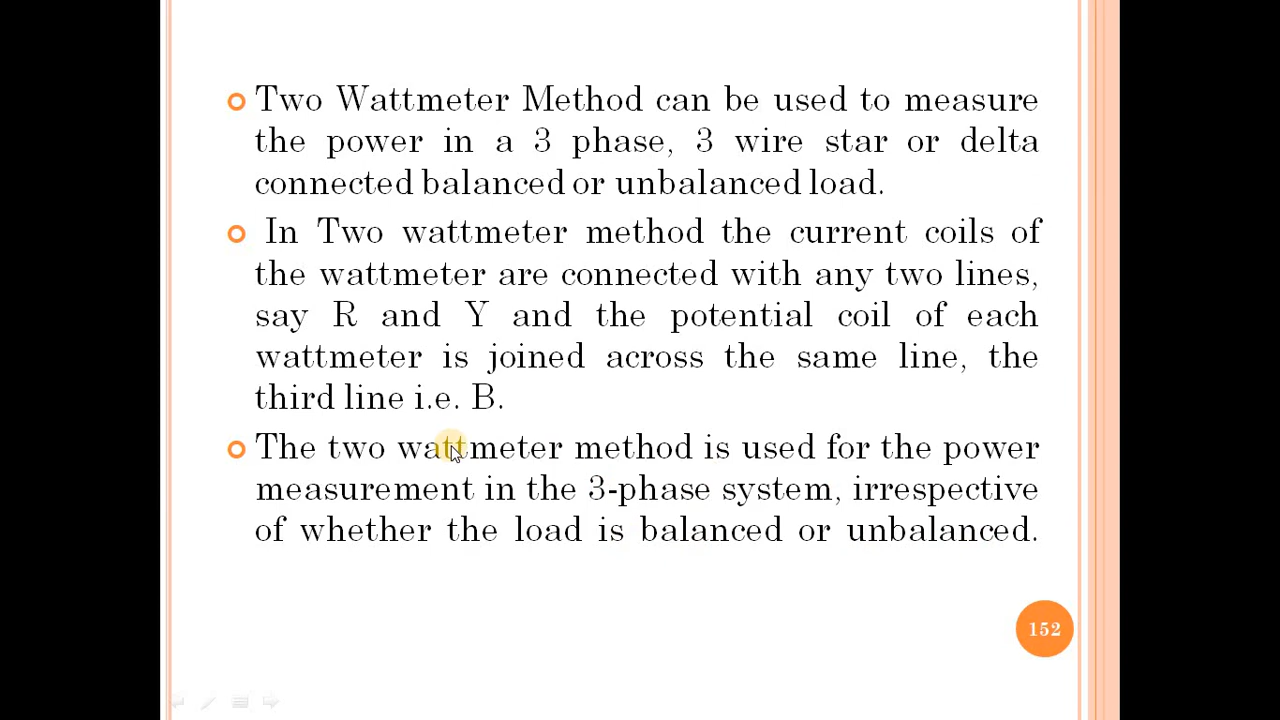 Two Wattmeter Method can be used to measure
the power in a 3 phase, 3 wire star or delta
connected balanced or unbalanced load.
In Two wattmeter method the current coils of
the wattmeter are connected with any two lines,
say R and Y and the potential coil of each
wattmeter is joined across the same line, the
third line i.e. B.
The two wattmeter method is used for the power
measurement in the 3-phase system, irrespective
of whether the load is balanced or unbalanced.
152